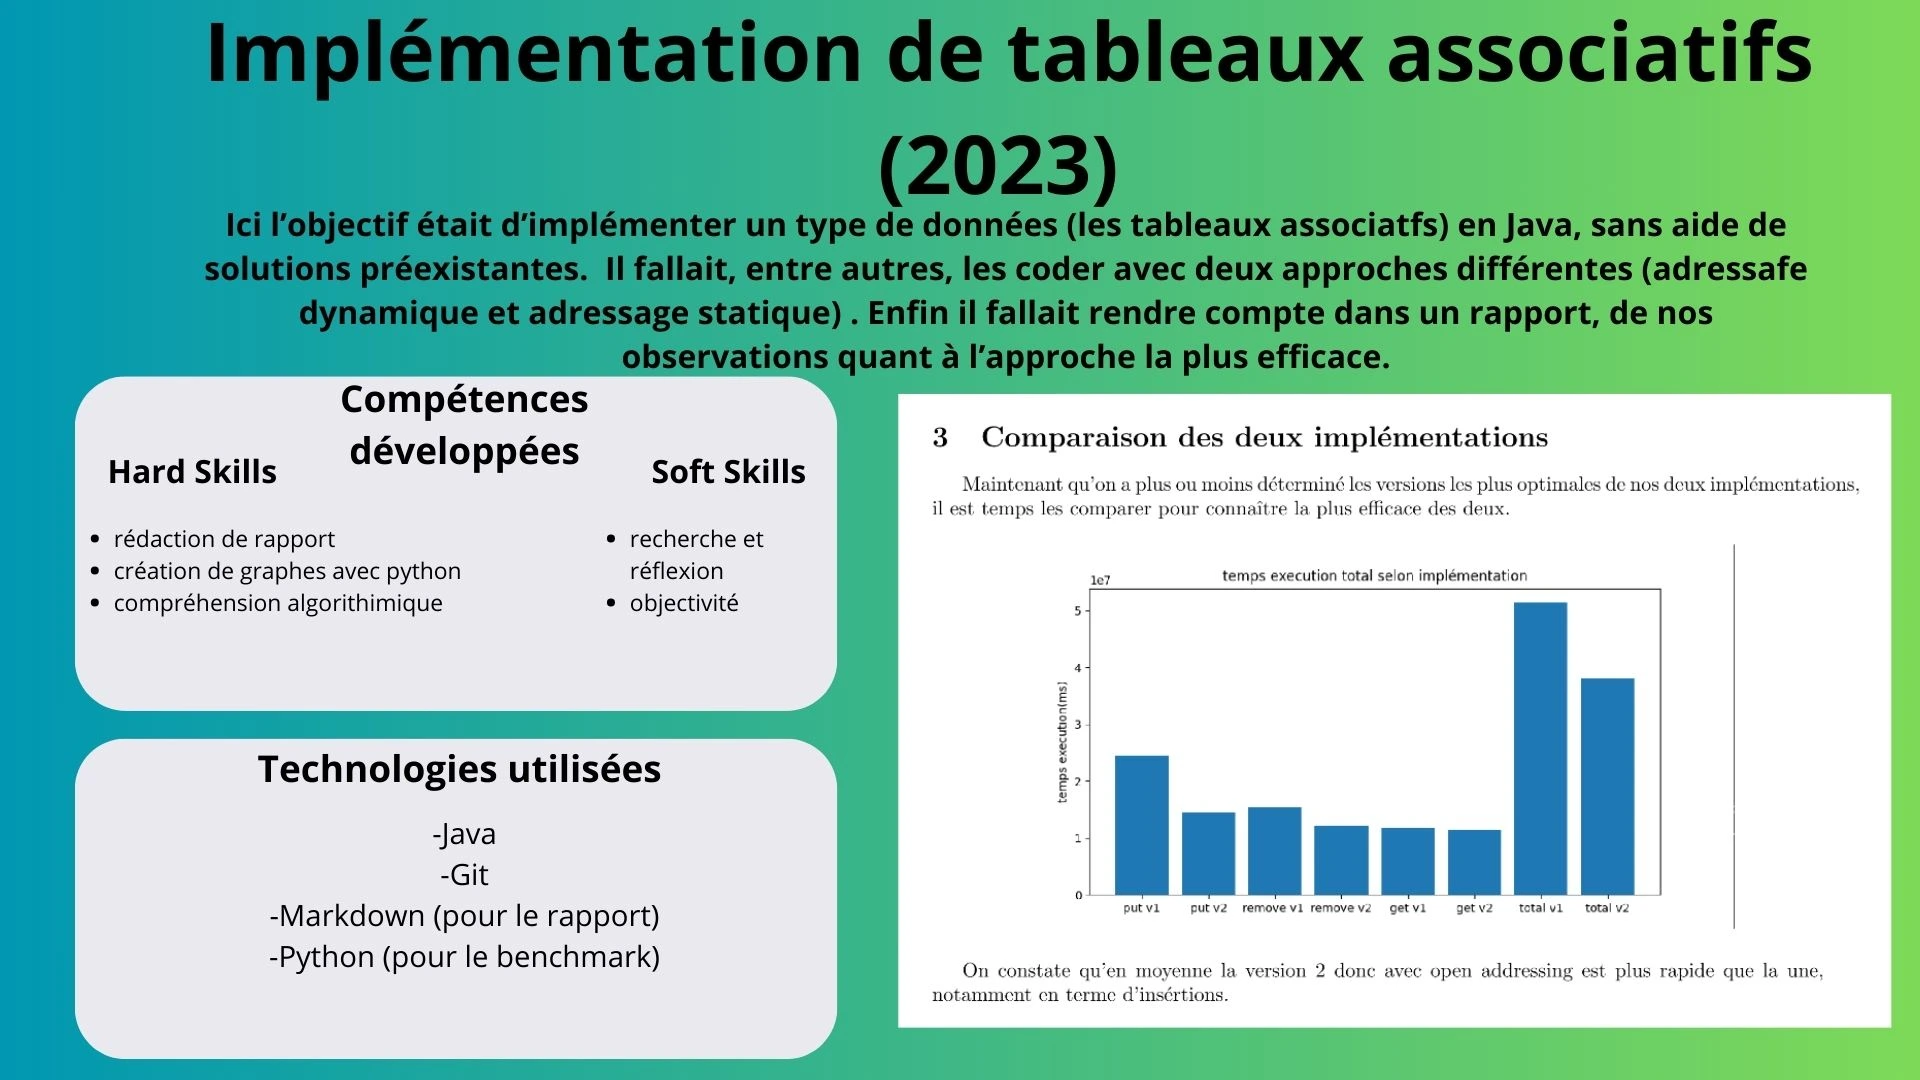 Implémentation de tableaux associatifs
(2023)
Ici l’objectif était d’implémenter un type de données (les tableaux associatfs) en Java, sans aide de
solutions préexistantes.  Il fallait, entre autres, les coder avec deux approches différentes (adressafe
dynamique et adressage statique) . Enfin il fallait rendre compte dans un rapport, de nos
observations quant à l’approche la plus efficace.
Compétences
développées
Hard Skills
rédaction de rapport
création de graphes avec python
compréhension algorithimique
Soft Skills
recherche et
réflexion
objectivité
Technologies utilisées
-Java
-Git
-Markdown (pour le rapport)
-Python (pour le benchmark)
3 Comparaison des deux implémentations
Maintenant qu'on a plus ou moins déterminé les versions les plus optimales de nos deux implémentations,
il est temps les comparer pour connaître la plus efficace des deux.
temps execution total selon implémentation
1e7
5
4
3
2
1
0
temps execution(ms)
put v1 put v2 remove v1 remove v2 get v1 get v2 total v1 total v2
On constate qu'en moyenne la version 2 donc avec open addressing est plus rapide que la une,
notamment en terme d'insértions.